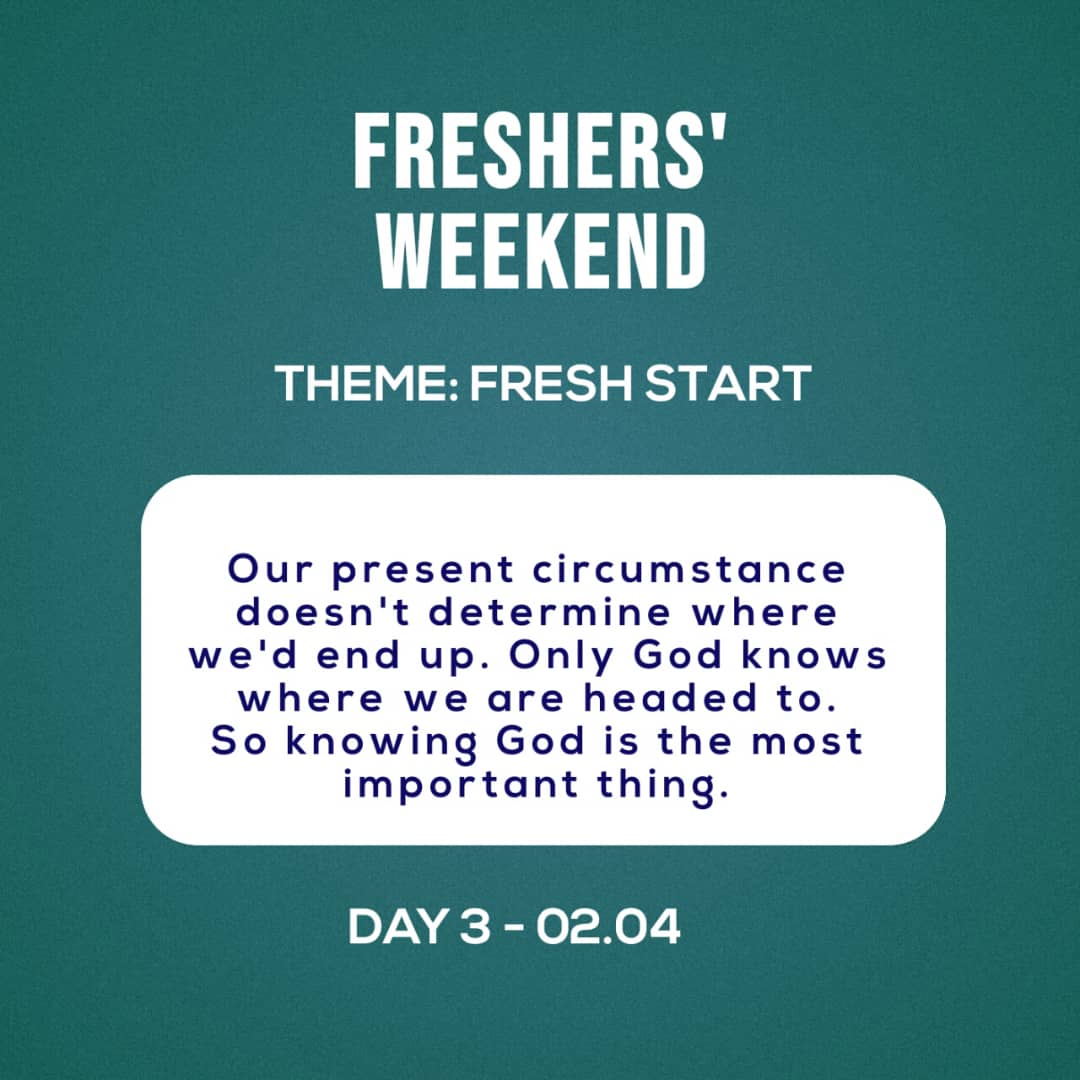 FRESHERS'
WEEKEND
THEME: FRESH START
Our present circumstance
doesn't determine where
we'd end up. Only God knows
where we are headed to.
So knowing God is the most
important thing.
DAY 3 - 02.04